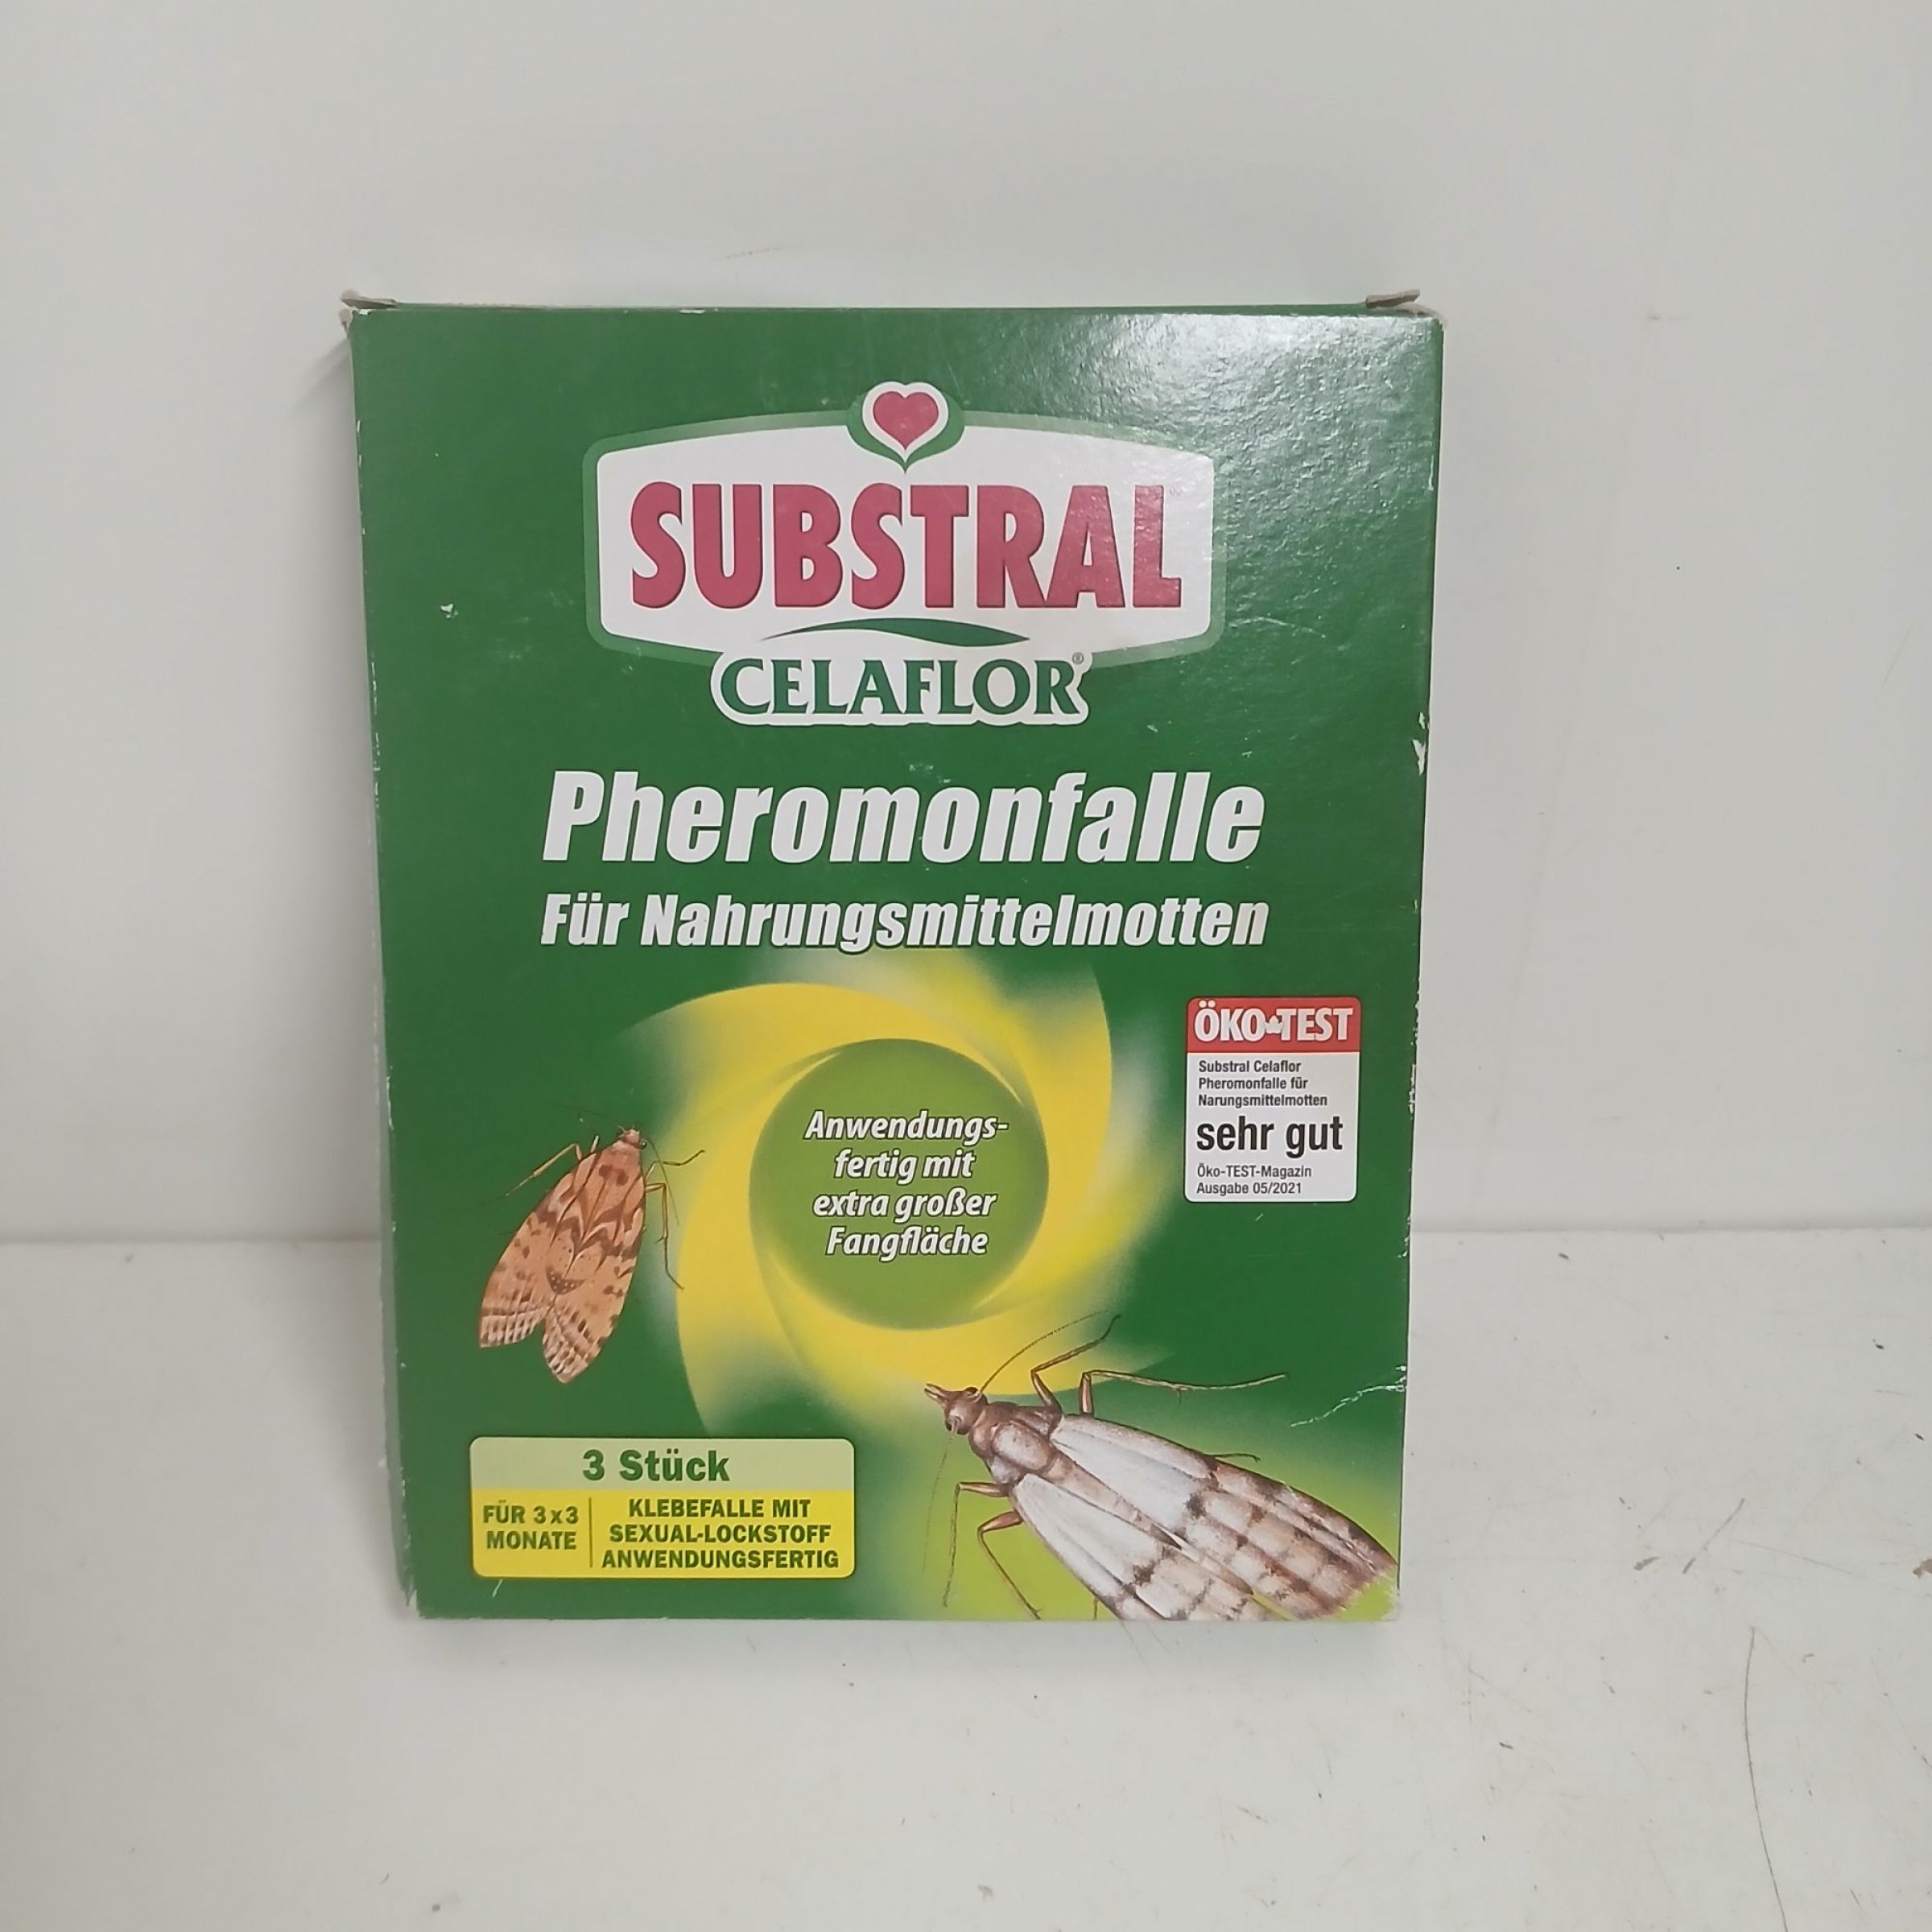 SUBSTRAL
CELAFLOR®
Pheromonfalle
Für Nahrungsmittelmotten
Anwendungs-
fertig mit
extra großer
Fangfläche
ÖKO-TEST
Substral Celaflor
Pheromonfalle für
Narungsmittelmotten
sehr gut
Öko-TEST-Magazin
Ausgabe 05/2021
3 Stück
FÜR 3x3
MONATE
KLEBEFALLE MIT
SEXUAL-LOCKSTOFF
ANWENDUNGSFERTIG